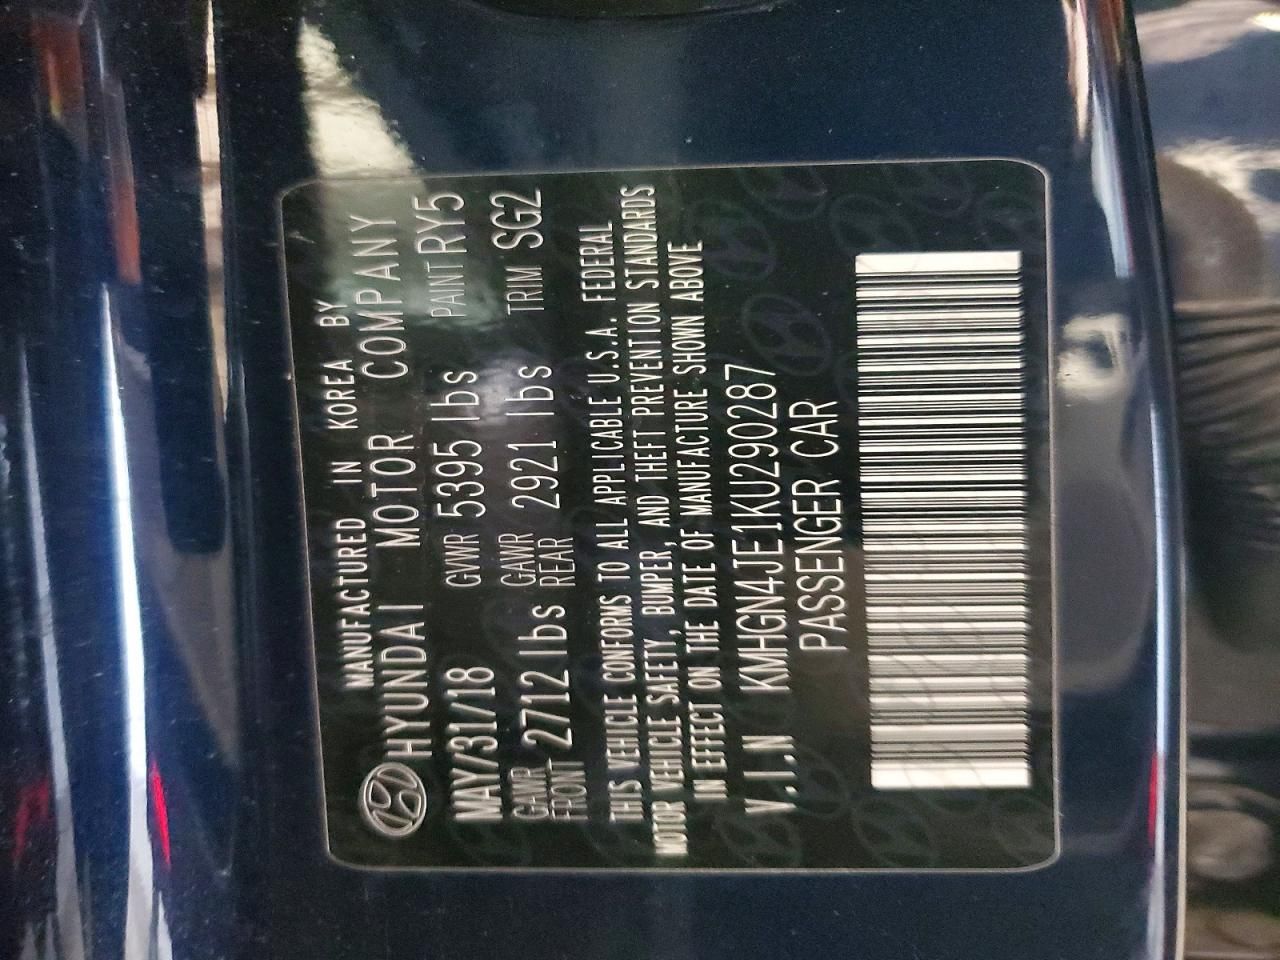 MANUFACTURED IN KOREA BY
HYUNDAI MOTOR COMPANY
MAY/31/18 GVWR 5395 lbs PAINT RY5
GAWR FRONT 2712 lbs GAWR REAR 2921 lbs TRIM SG2
THIS VEHICLE CONFORMS TO ALL APPLICABLE U.S.A. FEDERAL
MOTOR VEHICLE SAFETY, BUMPER, AND THEFT PREVENTION STANDARDS
IN EFFECT ON THE DATE OF MANUFACTURE SHOWN ABOVE
V.I.N KMHGN4JE1KU290287
PASSENGER CAR